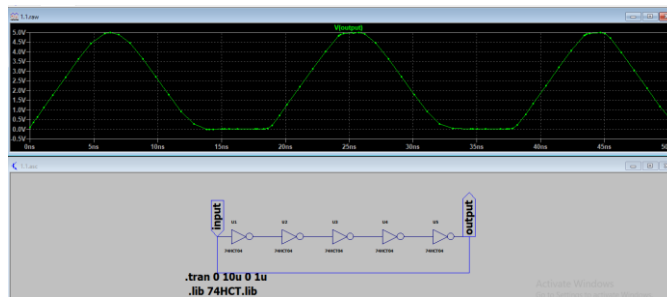 1.1.raw
V(output)
5.0V
4.5V
4.0V
3.5V
3.0V
2.5V
2.0V
1.5V
1.0V
0.5V
0.0V
-0.5V
0ns 5ns 10ns 15ns 20ns 25ns 30ns 35ns 40ns 45ns
1.1.raw
input
output
U1 U2 U3 U4
74HCT04 74HCT04 74HCT04 74HCT04 74HCT04
.tran 0 10u 0 1u
.lib 74HCT.lib
Activate Windows